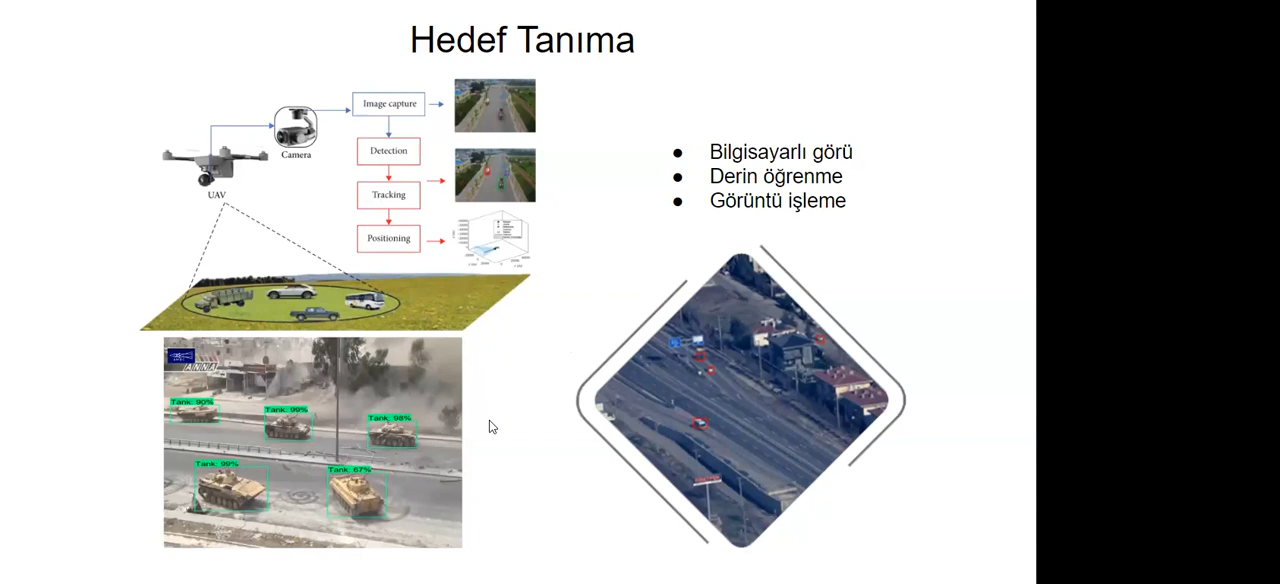 Hedef Tanıma
Image capture
Camera
Detection
UAV
Tracking
Positioning
Bilgisayarlı görü
Derin öğrenme
Görüntü işleme
ANNA
Tank: 90%
Tank: 99%
Tank: 98%
Tank: 99%
Tank: 67%